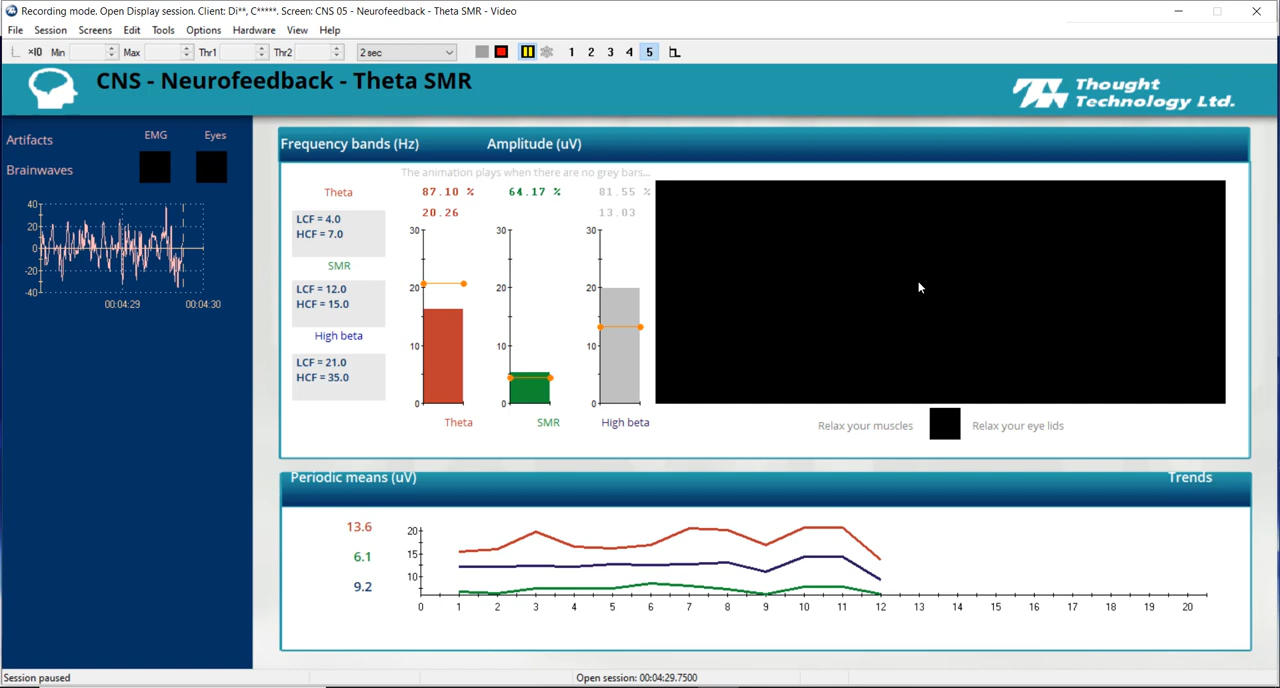 Recording mode. Open Display session. Client: Di**, C*****. Screen: CNS 05 - Neurofeedback - Theta SMR - Video
File Session Screens Edit Tools Options Hardware View Help
×10 Min Max Thr1 Thr2 2 sec 1 2 3 4 5
CNS - Neurofeedback - Theta SMR
Thought
Technology Ltd.
Artifacts EMG Eyes
Brainwaves
40
20
0
-20
-40
00:04:29 00:04:30
Frequency bands (Hz) Amplitude (uV)
The animation plays when there are no grey bars...
Theta 87.10 % 64.17 % 81.55 %
20.26 13.03
LCF = 4.0
HCF = 7.0
SMR
LCF = 12.0
HCF = 15.0
High beta
LCF = 21.0
HCF = 35.0
30 30 30
20 20 20
10 10 10
0 0 0
Theta SMR High beta
Relax your muscles Relax your eye lids
Periodic means (uV) Trends
13.6
6.1
9.2
20
15
10
0 1 2 3 4 5 6 7 8 9 10 11 12 13 14 15 16 17 18 19 20
Session paused Open session: 00:04:29.7500